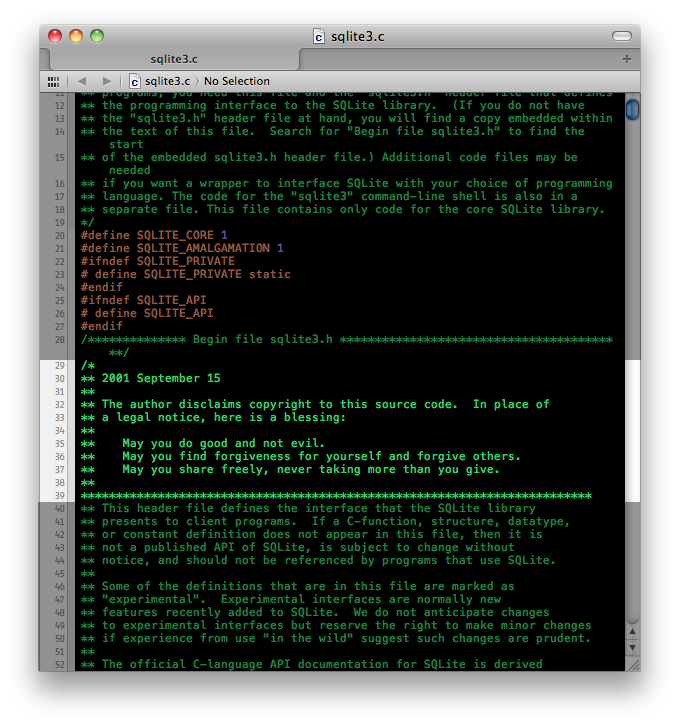 sqlite3.c
sqlite3.c
sqlite3.c › No Selection
11 ** programs, you need this file and the "sqlite3.h" header file that defines
12 ** the programming interface to the SQLite library.  (If you do not have
13 ** the "sqlite3.h" header file at hand, you will find a copy embedded within
14 ** the text of this file.  Search for "Begin file sqlite3.h" to find the
start
15 ** of the embedded sqlite3.h header file.) Additional code files may be
needed
16 ** if you want a wrapper to interface SQLite with your choice of programming
17 ** language. The code for the "sqlite3" command-line shell is also in a
18 ** separate file. This file contains only code for the core SQLite library.
19 */
20 #define SQLITE_CORE 1
21 #define SQLITE_AMALGAMATION 1
22 #ifndef SQLITE_PRIVATE
23 # define SQLITE_PRIVATE static
24 #endif
25 #ifndef SQLITE_API
26 # define SQLITE_API
27 #endif
28 /************** Begin file sqlite3.h ***************************************
**/
29 /*
30 ** 2001 September 15
31 **
32 ** The author disclaims copyright to this source code.  In place of
33 ** a legal notice, here is a blessing:
34 **
35 **    May you do good and not evil.
36 **    May you find forgiveness for yourself and forgive others.
37 **    May you share freely, never taking more than you give.
38 **
39 *************************************************************************
40 ** This header file defines the interface that the SQLite library
41 ** presents to client programs.  If a C-function, structure, datatype,
42 ** or constant definition does not appear in this file, then it is
43 ** not a published API of SQLite, is subject to change without
44 ** notice, and should not be referenced by programs that use SQLite.
45 **
46 ** Some of the definitions that are in this file are marked as
47 ** "experimental".  Experimental interfaces are normally new
48 ** features recently added to SQLite.  We do not anticipate changes
49 ** to experimental interfaces but reserve the right to make minor changes
50 ** if experience from use "in the wild" suggest such changes are prudent.
51 **
52 ** The official C-language API documentation for SQLite is derived